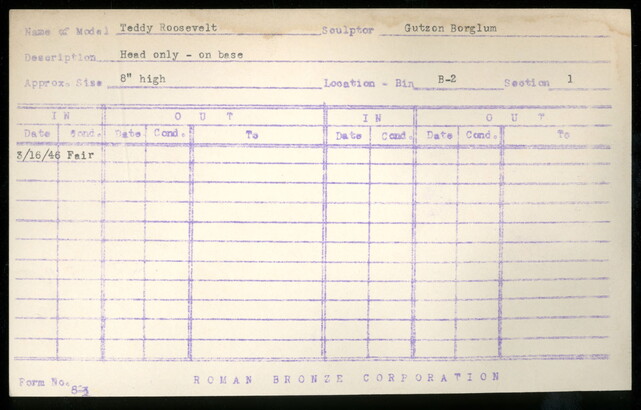 Name of Model Teddy Roosevelt Sculptor Gutzon Borglum
Description Head only - on base
Approx. Size 8" high Location - Bin B-2 Section 1
IN OUT IN OUT
Date Cond. Date Cond. To Date Cond. Date Cond. To
3/16/46 Fair
Form No. ROMAN BRONZE CORPORATION